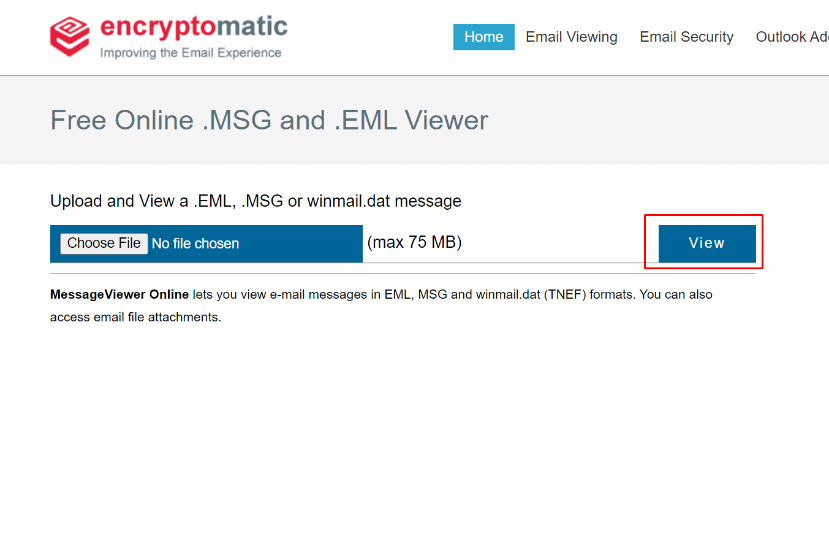 encryptomatic
Improving the Email Experience
Home Email Viewing Email Security Outlook
Free Online .MSG and .EML Viewer
Upload and View a .EML, .MSG or winmail.dat message
Choose File No file chosen (max 75 MB) View
MessageViewer Online lets you view e-mail messages in EML, MSG and winmail.dat (TNEF) formats. You can also
access email file attachments.